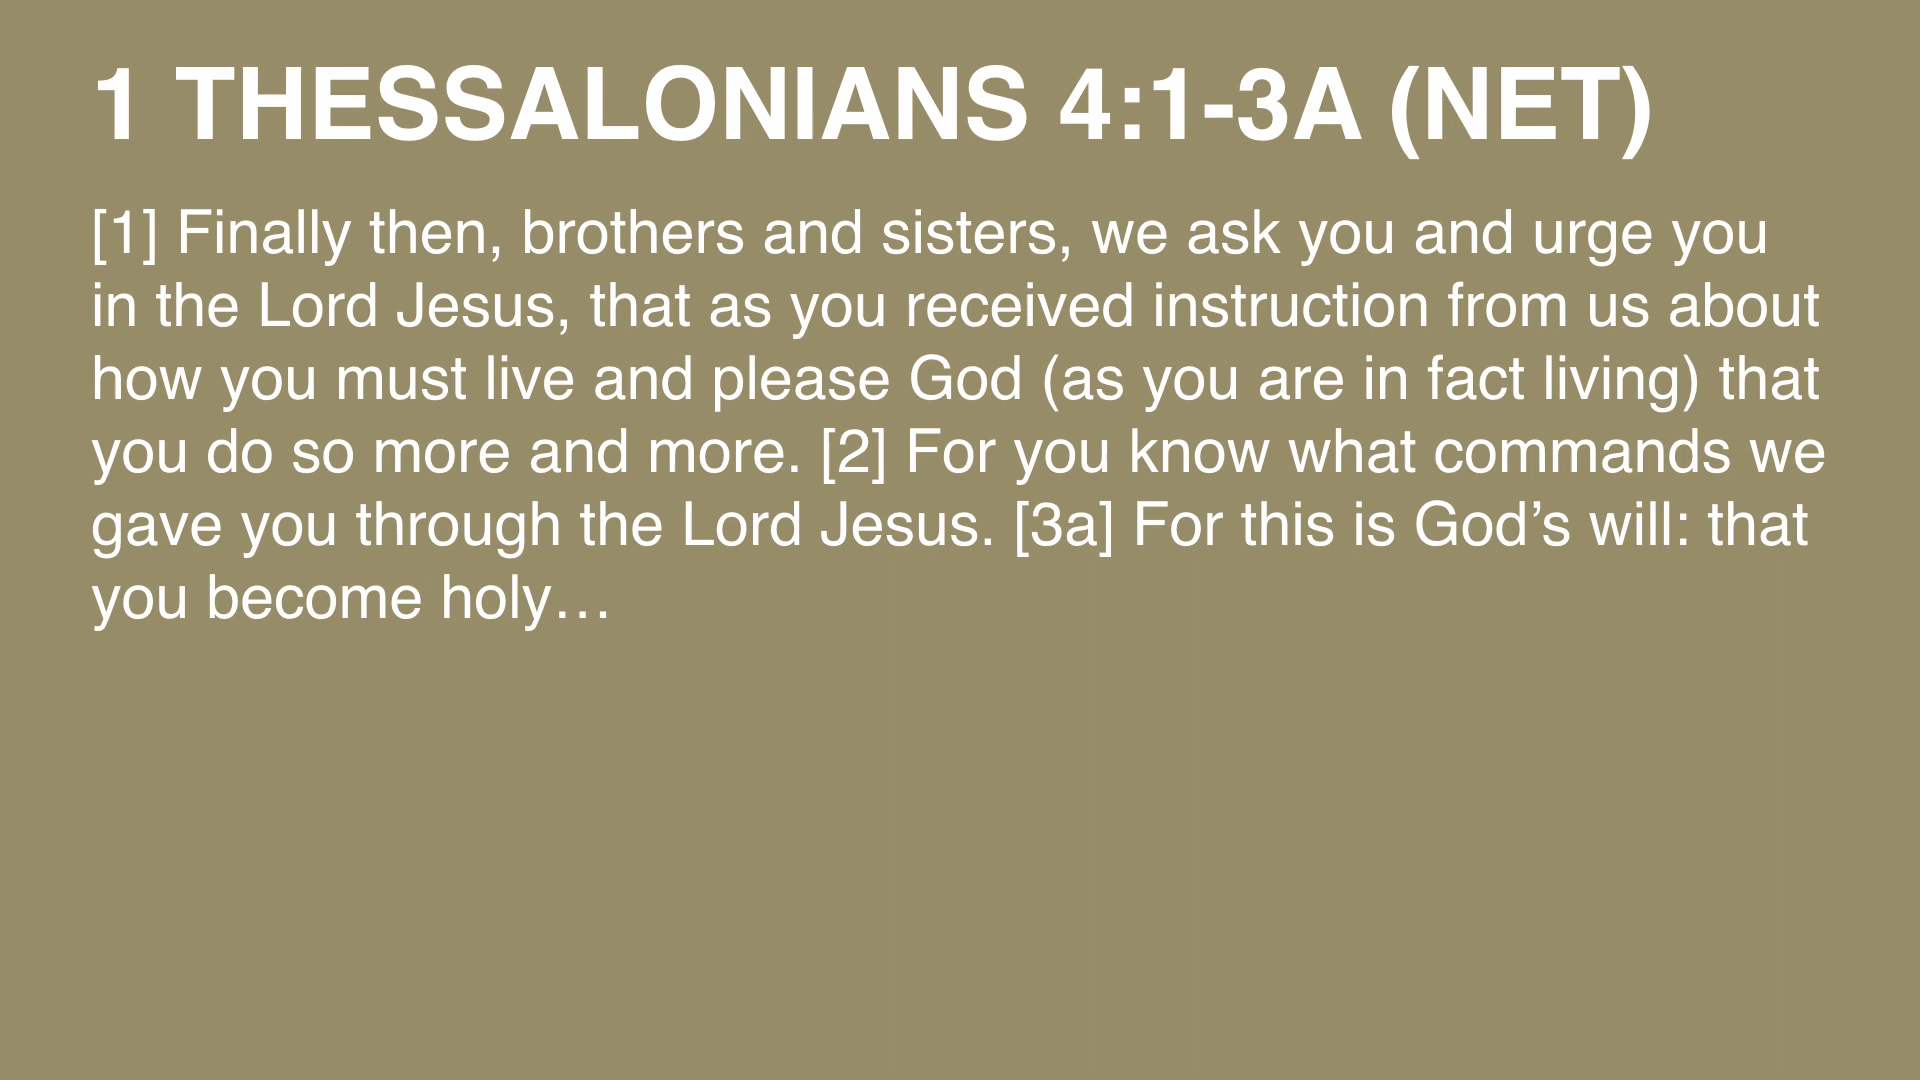 1 THESSALONIANS 4:1-3A (NET)
[1] Finally then, brothers and sisters, we ask you and urge you
in the Lord Jesus, that as you received instruction from us about
how you must live and please God (as you are in fact living) that
you do so more and more. [2] For you know what commands we
gave you through the Lord Jesus. [3a] For this is God’s will: that
you become holy…